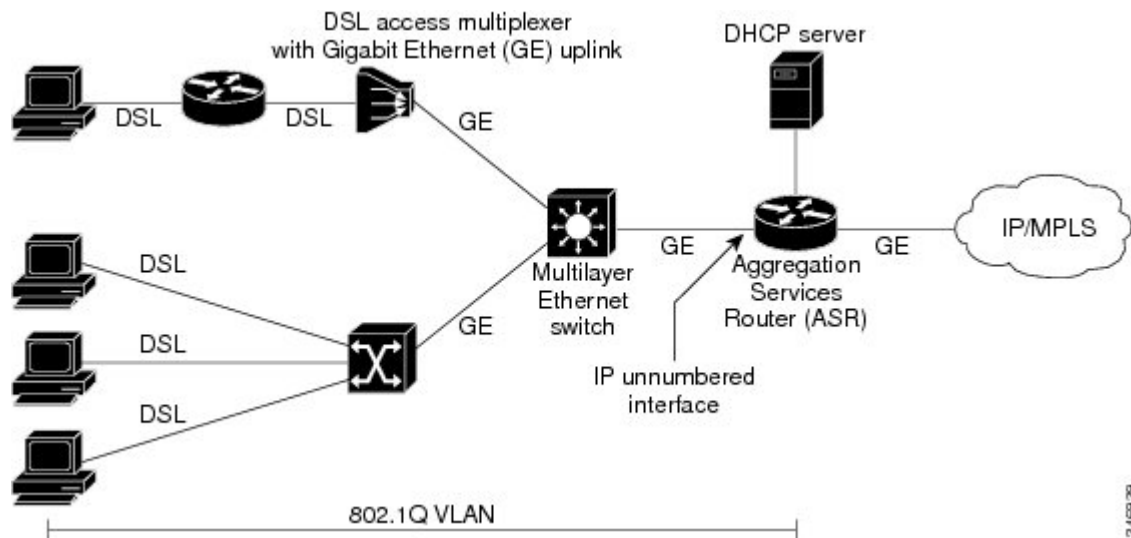 DSL access multiplexer
with Gigabit Ethernet (GE) uplink
DHCP server
DSL
DSL
GE
DSL
DSL
DSL
GE
Multilayer
Ethernet
switch
GE
Aggregation
Services
Router (ASR)
GE
IP/MPLS
IP unnumbered
interface
802.1Q VLAN